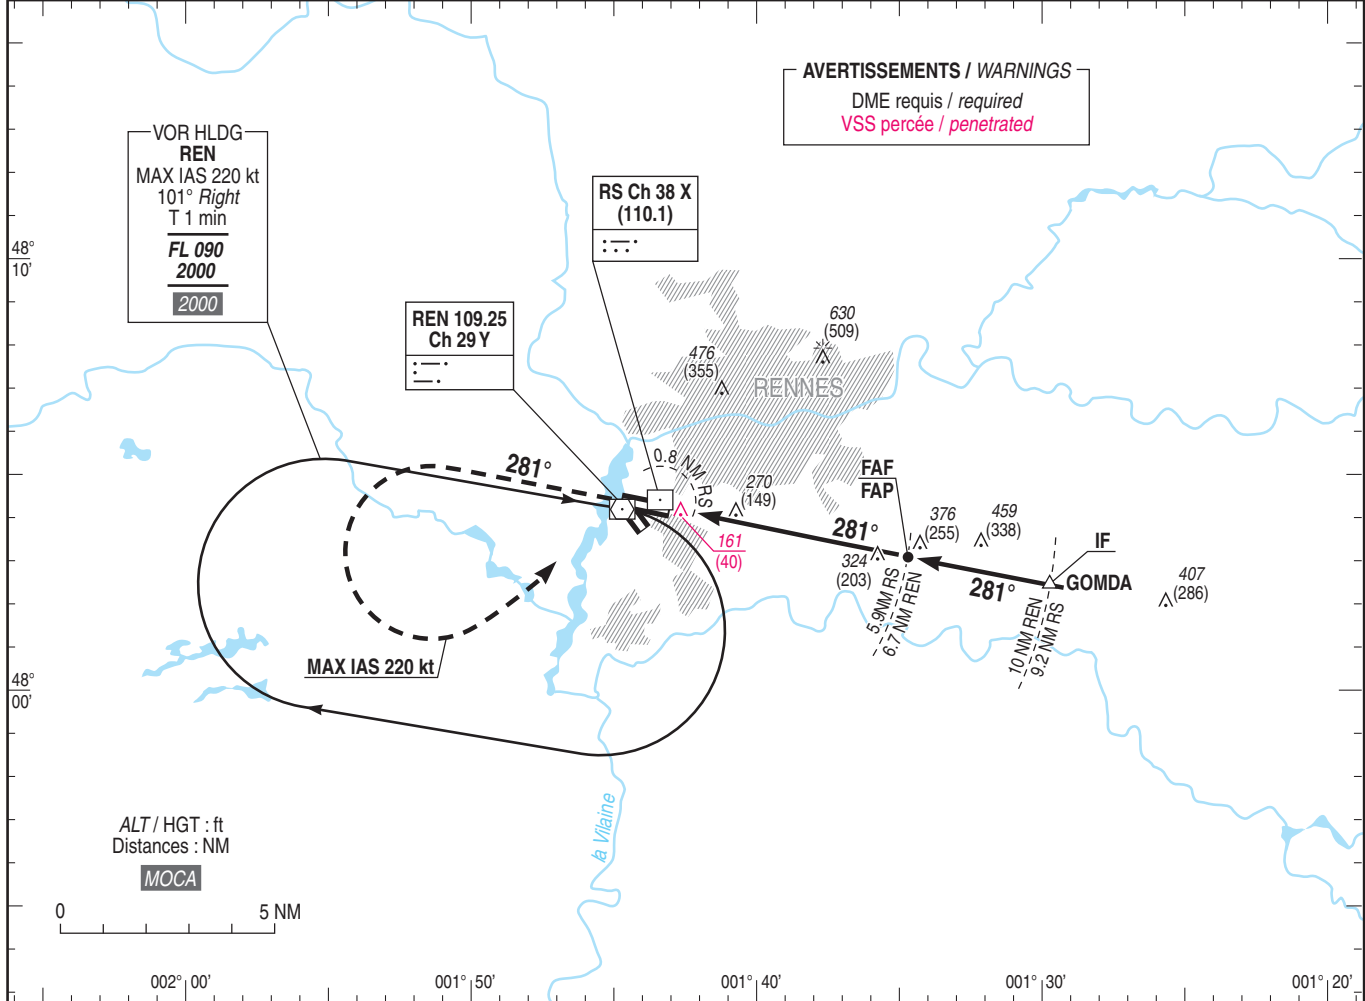 AVERTISSEMENTS / WARNINGS
DME requis / required
VSS percée / penetrated
VOR HLDG
REN
MAX IAS 220 kt
101° Right
T 1 min
FL 090
2000
2000
RS Ch 38 X
(110.1)
REN 109.25
Ch 29 Y
48°
10'
630
(509)
476
(355)
RENNES
281°
0.8 NM RS
270
(149)
FAF
FAP
161
(40)
281°
324
(203)
376
(255)
459
(338)
IF
GOMDA
281°
407
(286)
5.9NM RS
6.7 NM REN
10 NM REN
9.2 NM RS
MAX IAS 220 kt
48°
00'
la Vilaine
ALT / HGT : ft
Distances : NM
MOCA
0 5 NM
002° 00' 001° 50' 001° 40' 001° 30' 001° 20'